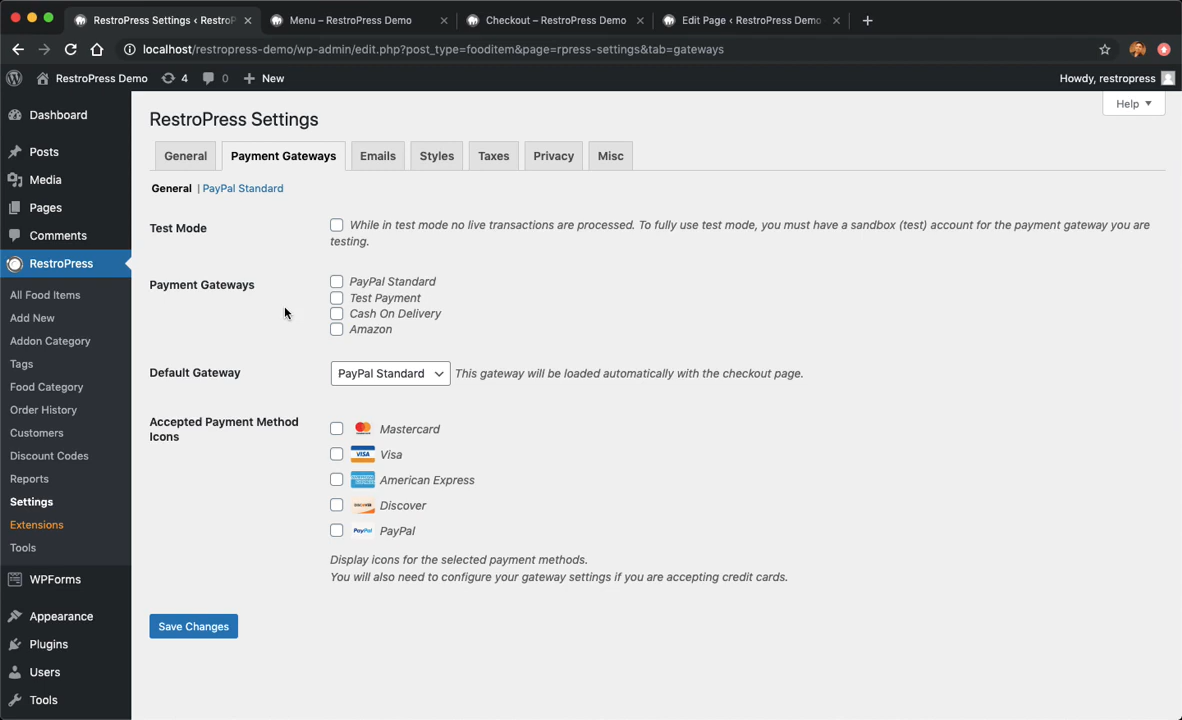 RestroPress Settings ‹ RestroP
Menu – RestroPress Demo
Checkout – RestroPress Demo
Edit Page ‹ RestroPress Demo
localhost/restropress-demo/wp-admin/edit.php?post_type=fooditem&page=rpress-settings&tab=gateways
RestroPress Demo 4 0 New Howdy, restropress
Help
Dashboard
Posts
Media
Pages
Comments
RestroPress
All Food Items
Add New
Addon Category
Tags
Food Category
Order History
Customers
Discount Codes
Reports
Settings
Extensions
Tools
WPForms
Appearance
Plugins
Users
Tools
RestroPress Settings
General Payment Gateways Emails Styles Taxes Privacy Misc
General | PayPal Standard
Test Mode
While in test mode no live transactions are processed. To fully use test mode, you must have a sandbox (test) account for the payment gateway you are
testing.
Payment Gateways
PayPal Standard
Test Payment
Cash On Delivery
Amazon
Default Gateway
PayPal Standard This gateway will be loaded automatically with the checkout page.
Accepted Payment Method
Icons
Mastercard
VISA Visa
American Express
Discover
PayPal PayPal
Display icons for the selected payment methods.
You will also need to configure your gateway settings if you are accepting credit cards.
Save Changes